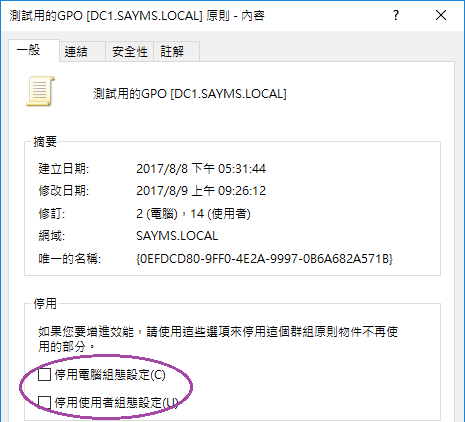 測試用的GPO [DC1.SAYMS.LOCAL] 原則 - 內容
一般 連結 安全性 註解
測試用的GPO [DC1.SAYMS.LOCAL]
摘要
建立日期: 2017/8/8 下午 05:31:44
修改日期: 2017/8/9 上午 09:26:12
修訂: 2 (電腦)，14 (使用者)
網域: SAYMS.LOCAL
唯一的名稱: {0EFDCD80-9FF0-4E2A-9997-0B6A682A571B}
停用
如果您要增進效能，請使用這些選項來停用這個群組原則物件不再使
用的部分。
停用電腦組態設定(C)
停用使用者組態設定(U)